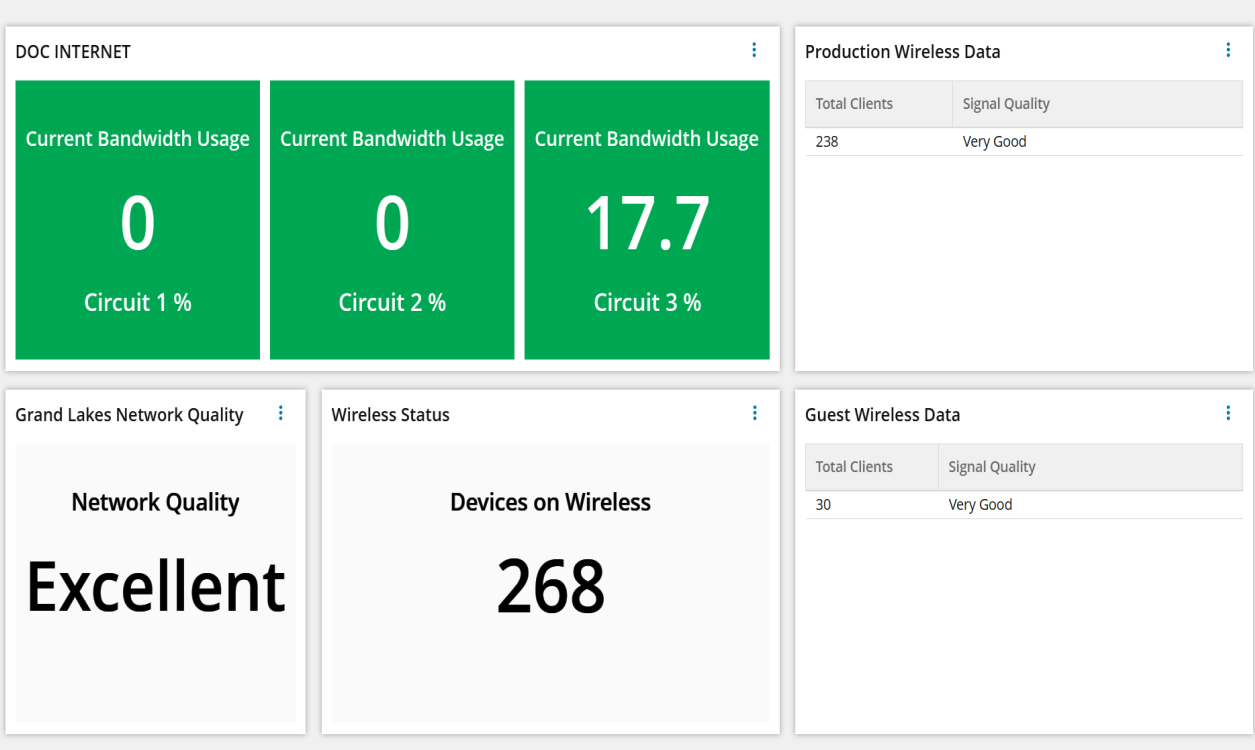 DOC INTERNET
Current Bandwidth Usage
0
Circuit 1 %
Current Bandwidth Usage
0
Circuit 2 %
Current Bandwidth Usage
17.7
Circuit 3 %
Production Wireless Data
Total Clients Signal Quality
238 Very Good
Grand Lakes Network Quality
Network Quality
Excellent
Wireless Status
Devices on Wireless
268
Guest Wireless Data
Total Clients Signal Quality
30 Very Good